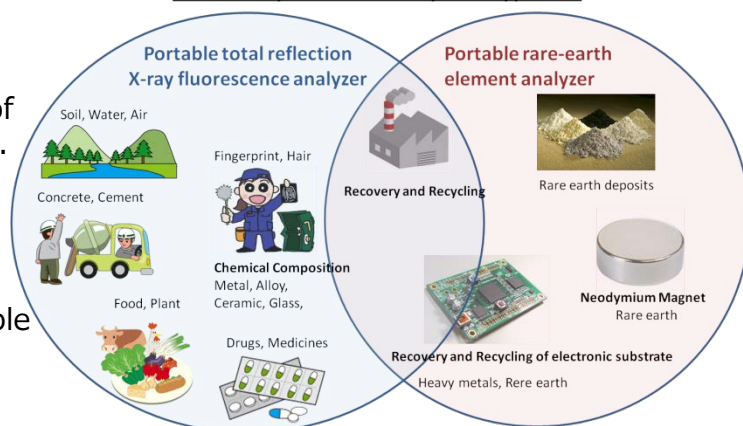 Portable total reflection
X-ray fluorescence analyzer
Portable rare-earth
element analyzer
of
.
Soil, Water, Air
Fingerprint, Hair
Concrete, Cement
Recovery and Recycling
Rare earth deposits
Chemical Composition
Metal, Alloy,
Ceramic, Glass,
Food, Plant
Neodymium Magnet
Rare earth
Drugs, Medicines
Recovery and Recycling of electronic substrate
Heavy metals, Rere earth